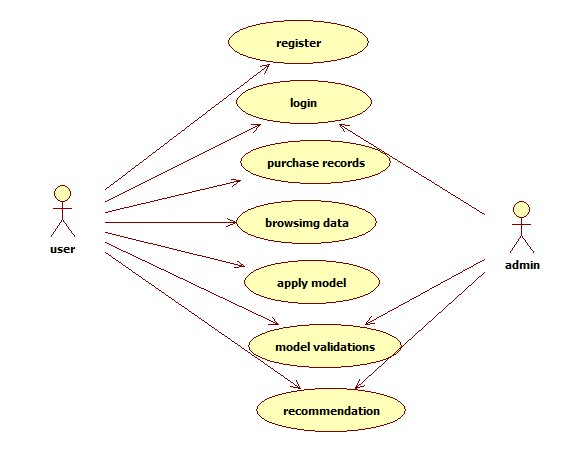 register
login
purchase records
browsimg data
user
admin
apply model
model validations
recommendation